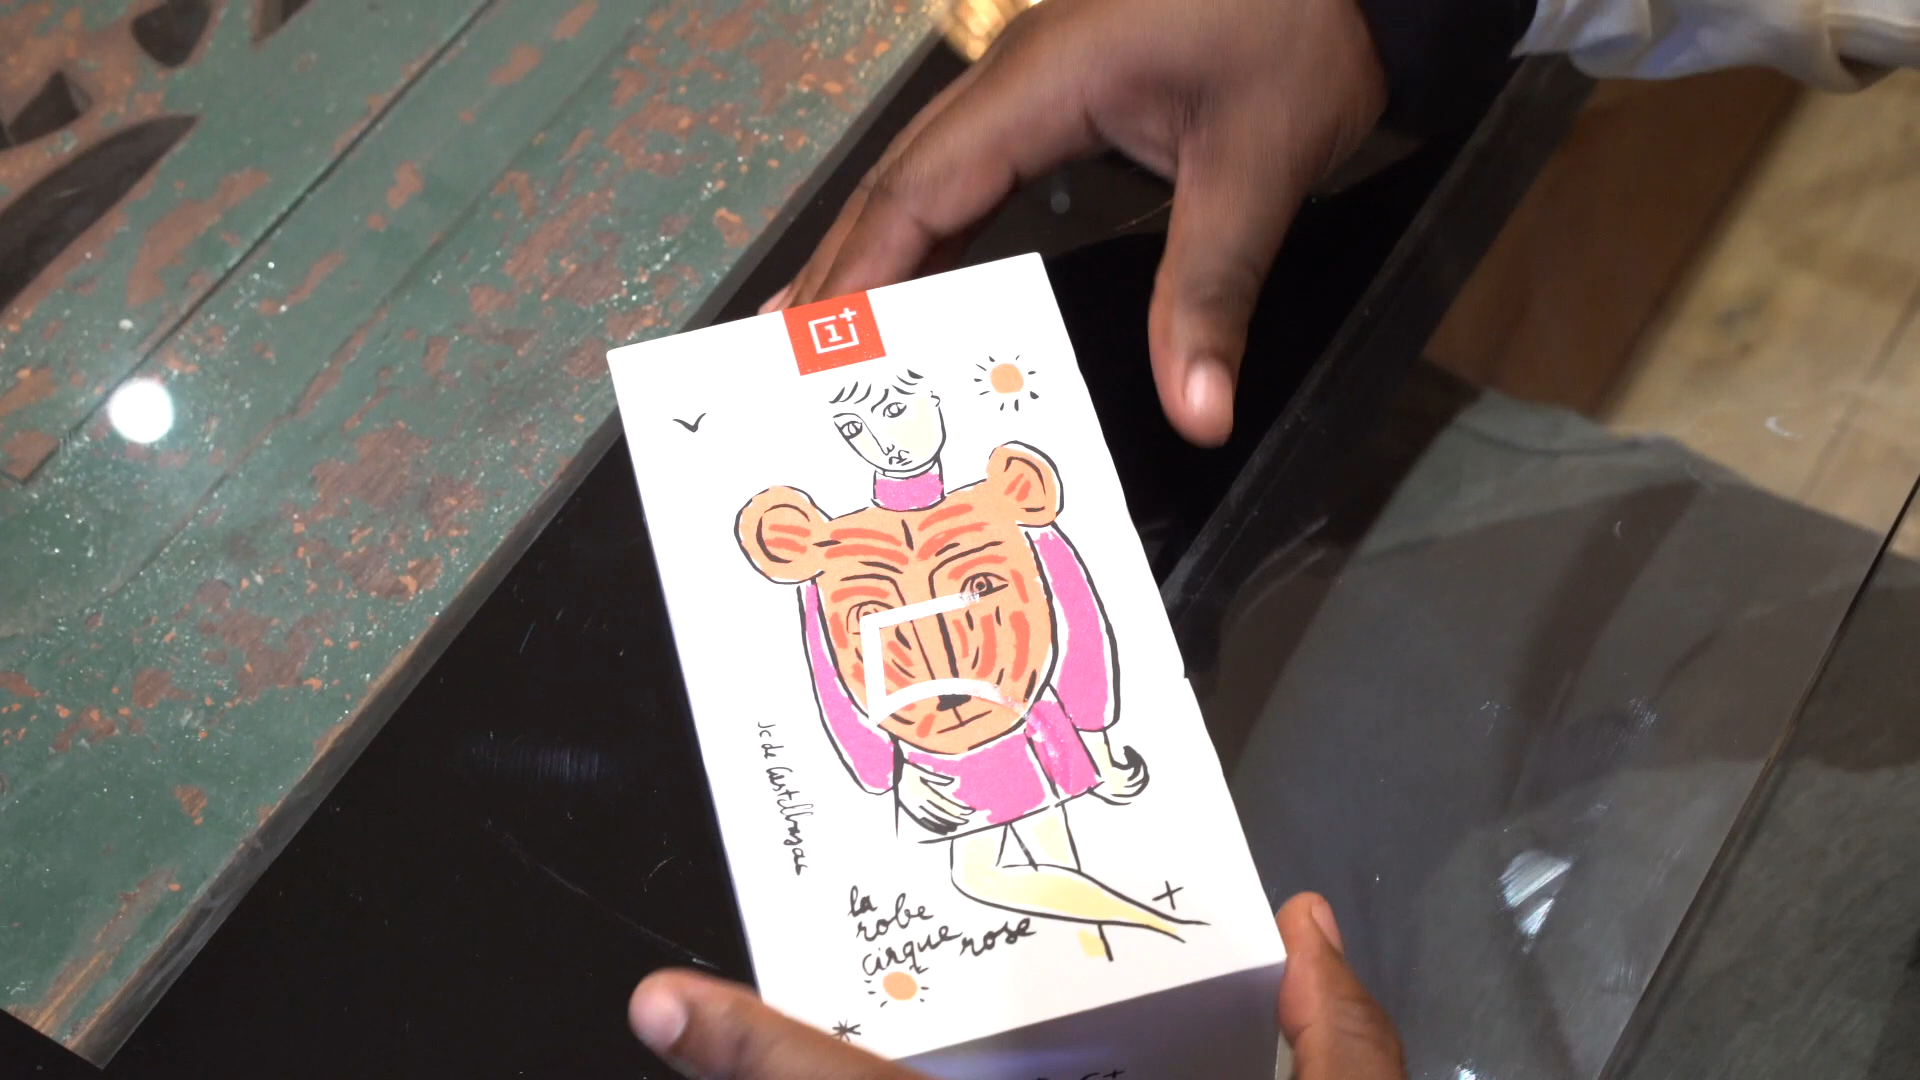 1+
JC de Castelbajac
la
robe
cirque rose